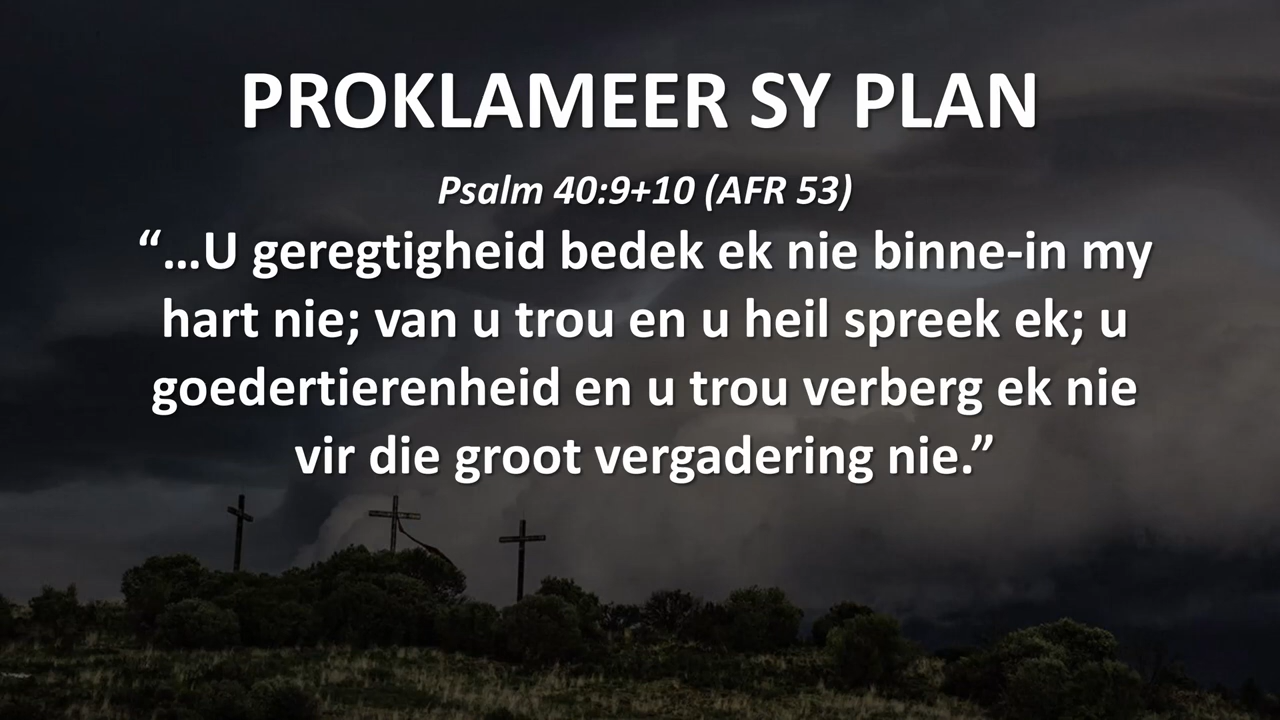 PROKLAMEER SY PLAN
Psalm 40:9+10 (AFR 53)
“…U geregtigheid bedek ek nie binne-in my
hart nie; van u trou en u heil spreek ek; u
goedertierenheid en u trou verberg ek nie
vir die groot vergadering nie.”